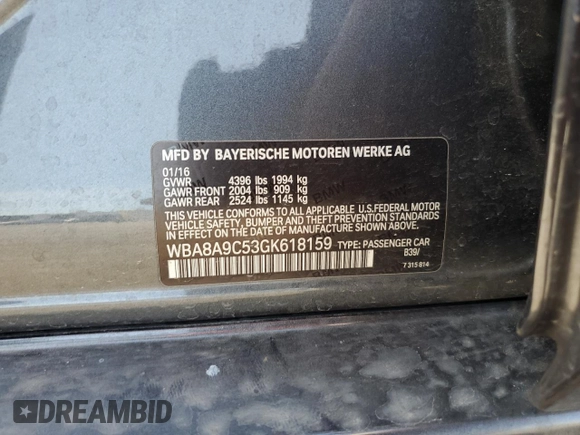 MFD BY BAYERISCHE MOTOREN WERKE AG
01/16
GVWR 4396 lbs 1994 kg
GAWR FRONT 2004 lbs 909 kg
GAWR REAR 2524 lbs 1145 kg
THIS VEHICLE CONFORMS TO ALL APPLICABLE U.S.FEDERAL MOTOR
VEHICLE SAFETY, BUMPER AND THEFT PREVENTION STANDARDS
IN EFFECT ON THE DATE OF MANUFACTURE SHOWN ABOVE.
WBA8A9C53GK618159 TYPE: PASSENGER CAR
B39/
7 315 814
DREAMBID